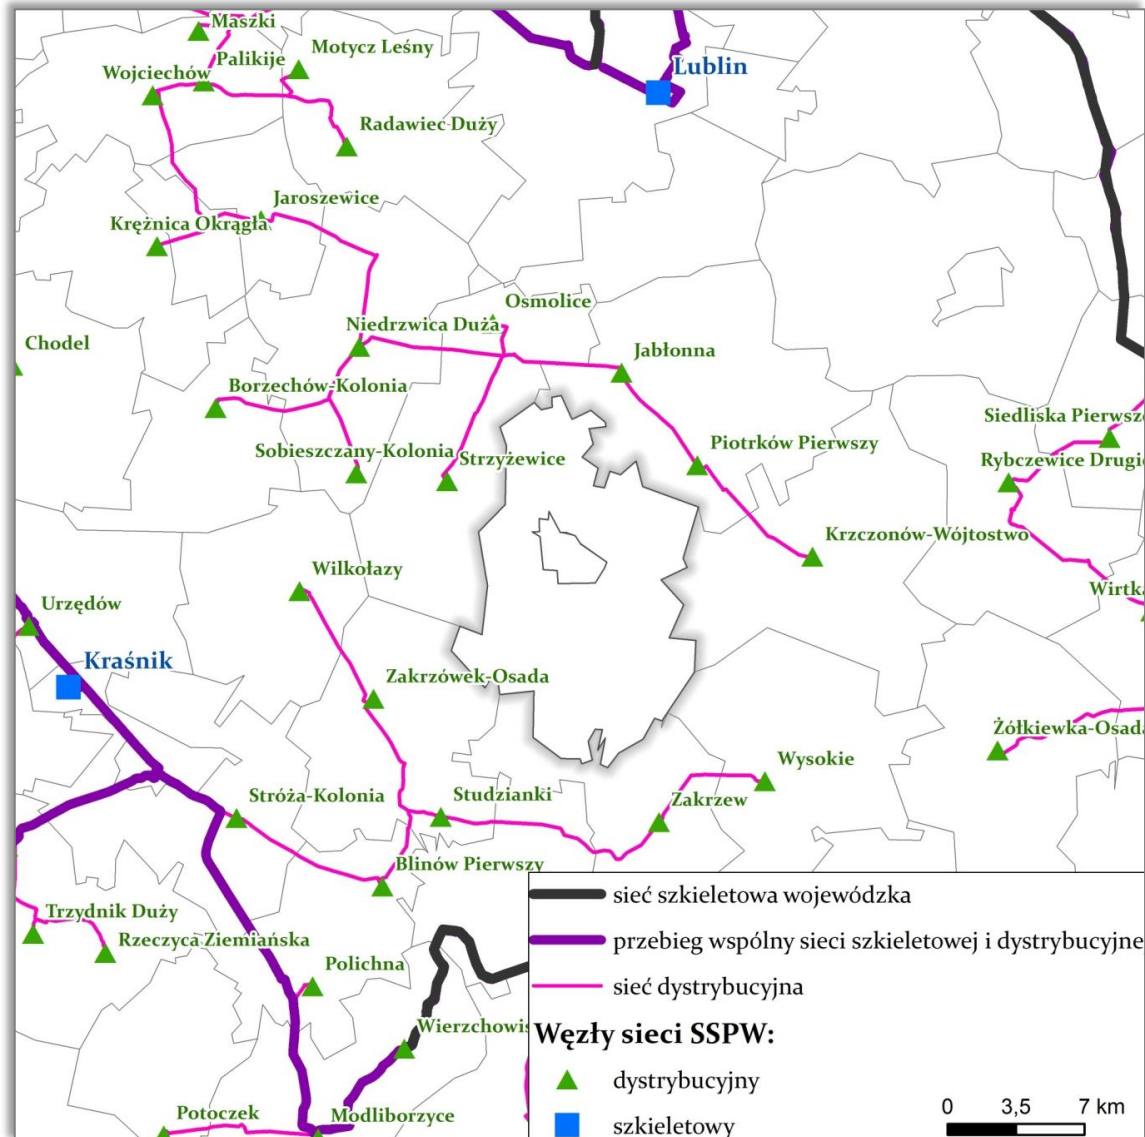 Maszki
Motycz Leśny
Palikije
Wojciechów
Lublin
Radawiec Duży
Jaroszewice
Krężnica Okrągła
Osmolice
Niedrzwica Duża
Chodel
Jabłonna
Borzechów-Kolonia
Siedliska Pierwsze
Piotrków Pierwszy
Sobieszczany-Kolonia
Strzyżewice
Rybczewice Drugie
Krzczonów-Wójtostwo
Wilkołazy
Wirtk
Urzędów
Kraśnik
Zakrzówek-Osada
Żółkiewka-Osada
Wysokie
Stróża-Kolonia
Studzianki
Zakrzew
Blinów Pierwszy
sieć szkieletowa wojewódzka
Trzydnik Duży
Rzeczyca Ziemiańska
przebieg wspólny sieci szkieletowej i dystrybucyjne
Polichna
sieć dystrybucyjna
Wierzchowis
Węzły sieci SSPW:
dystrybucyjny
Potoczek
Modliborzyce
szkieletowy
0 3,5 7 km